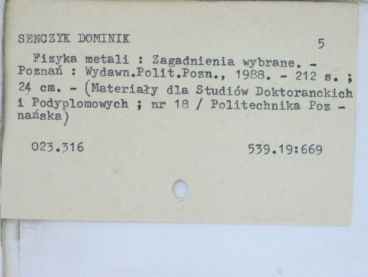 SENCZYK DOMINIK 5
Fizyka metali : Zagadnienia wybrane. -
Poznań : Wydawn.Polit.Pozn., 1988. - 212 s. ;
24 cm. - (Materiały dla Studiów Doktoranckich
i Podyplomowych ; nr 18 / Politechnika Poz -
nańska)
023.316 539.19:669